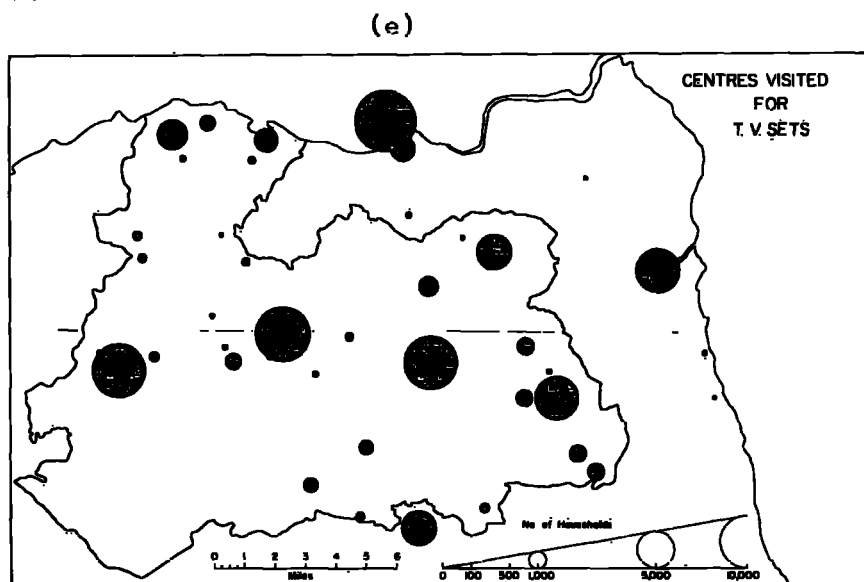 (e)
CENTRES VISITED
FOR
T. V. SETS
No of Households
0 1 2 3 4 5 6
Miles
0 100 500 1,000 5,000 10,000